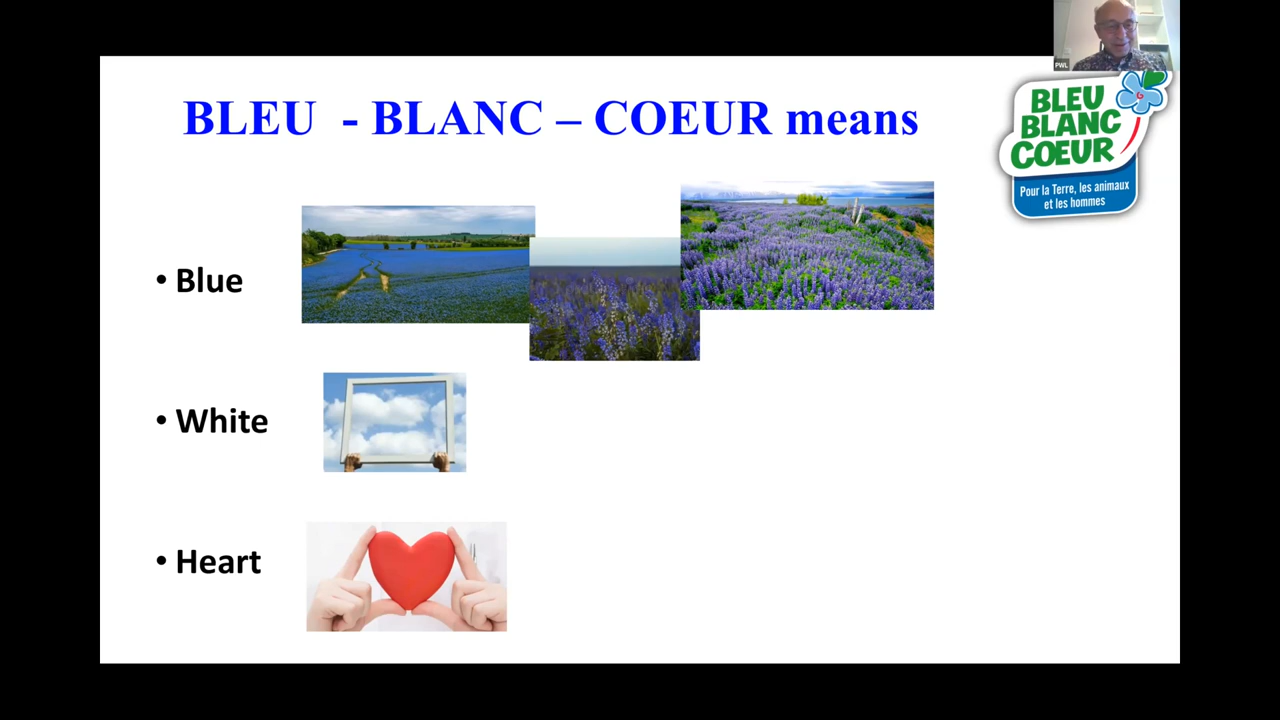 PWL
BLEU - BLANC – COEUR means
BLEU
BLANC
COEUR
Pour la Terre, les animaux
et les hommes
• Blue
• White
• Heart